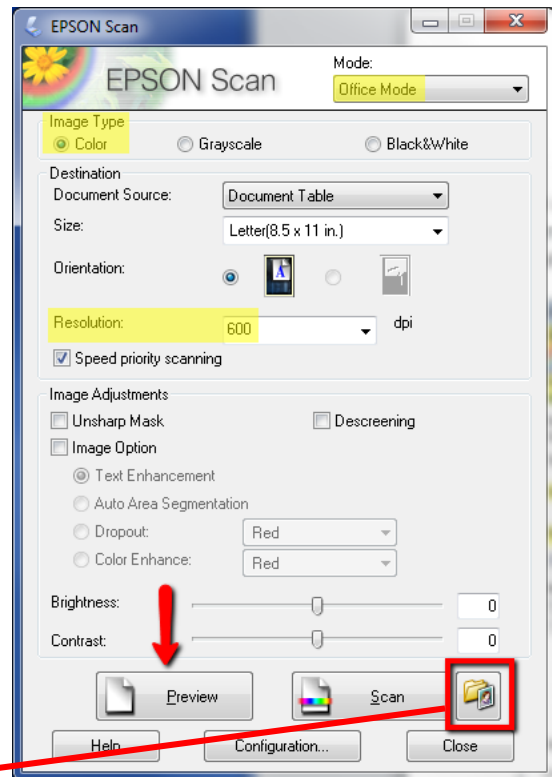 EPSON Scan
EPSON Scan
Mode:
Office Mode
Image Type
Color Grayscale Black&White
Destination
Document Source: Document Table
Size: Letter(8.5 x 11 in.)
Orientation:
Resolution: 600 dpi
Speed priority scanning
Image Adjustments
Unsharp Mask Descreening
Image Option
Text Enhancement
Auto Area Segmentation
Dropout: Red
Color Enhance: Red
Brightness: 0
Contrast: 0
Preview Scan
Help Configuration... Close